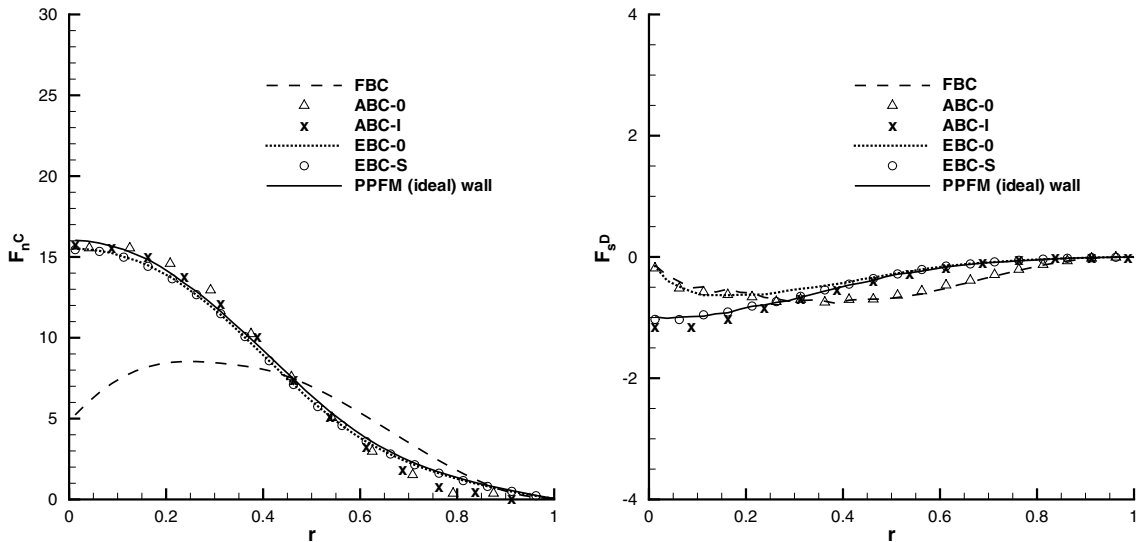 30
25
20
15
10
5
0
F_n^C
0
0.2
0.4
0.6
0.8
1
r
FBC
ABC-0
ABC-I
EBC-0
EBC-S
PPFM (ideal) wall
4
2
0
-2
-4
F_s^D
0
0.2
0.4
0.6
0.8
1
r
FBC
ABC-0
ABC-I
EBC-0
EBC-S
PPFM (ideal) wall